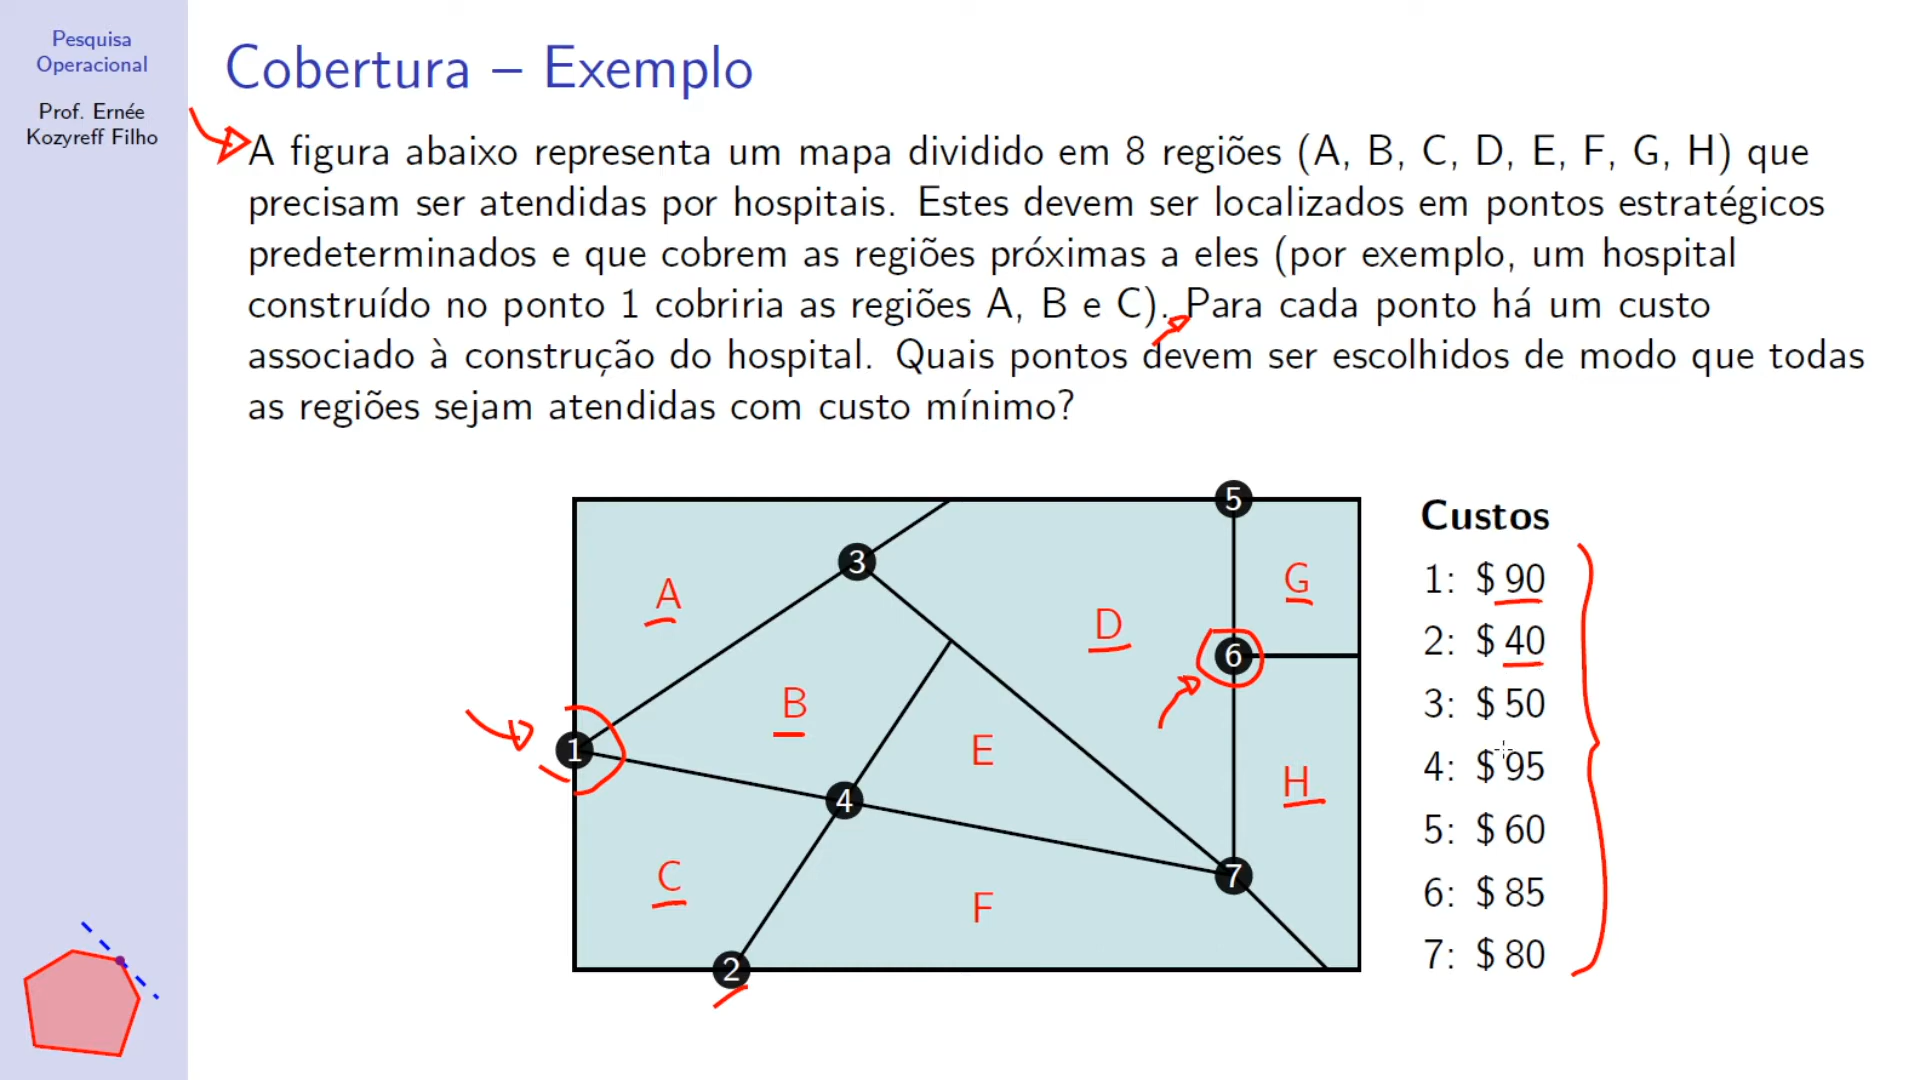 Pesquisa
Operacional
Prof. Ernée
Kozyreff Filho
Cobertura – Exemplo
A figura abaixo representa um mapa dividido em 8 regiões (A, B, C, D, E, F, G, H) que
precisam ser atendidas por hospitais. Estes devem ser localizados em pontos estratégicos
predeterminados e que cobrem as regiões próximas a eles (por exemplo, um hospital
construído no ponto 1 cobriria as regiões A, B e C). Para cada ponto há um custo
associado à construção do hospital. Quais pontos devem ser escolhidos de modo que todas
as regiões sejam atendidas com custo mínimo?
5
3
G
A
D
6
B
1
E
H
4
C
7
F
2
Custos
1: $ 90
2: $ 40
3: $ 50
4: $ 95
5: $ 60
6: $ 85
7: $ 80